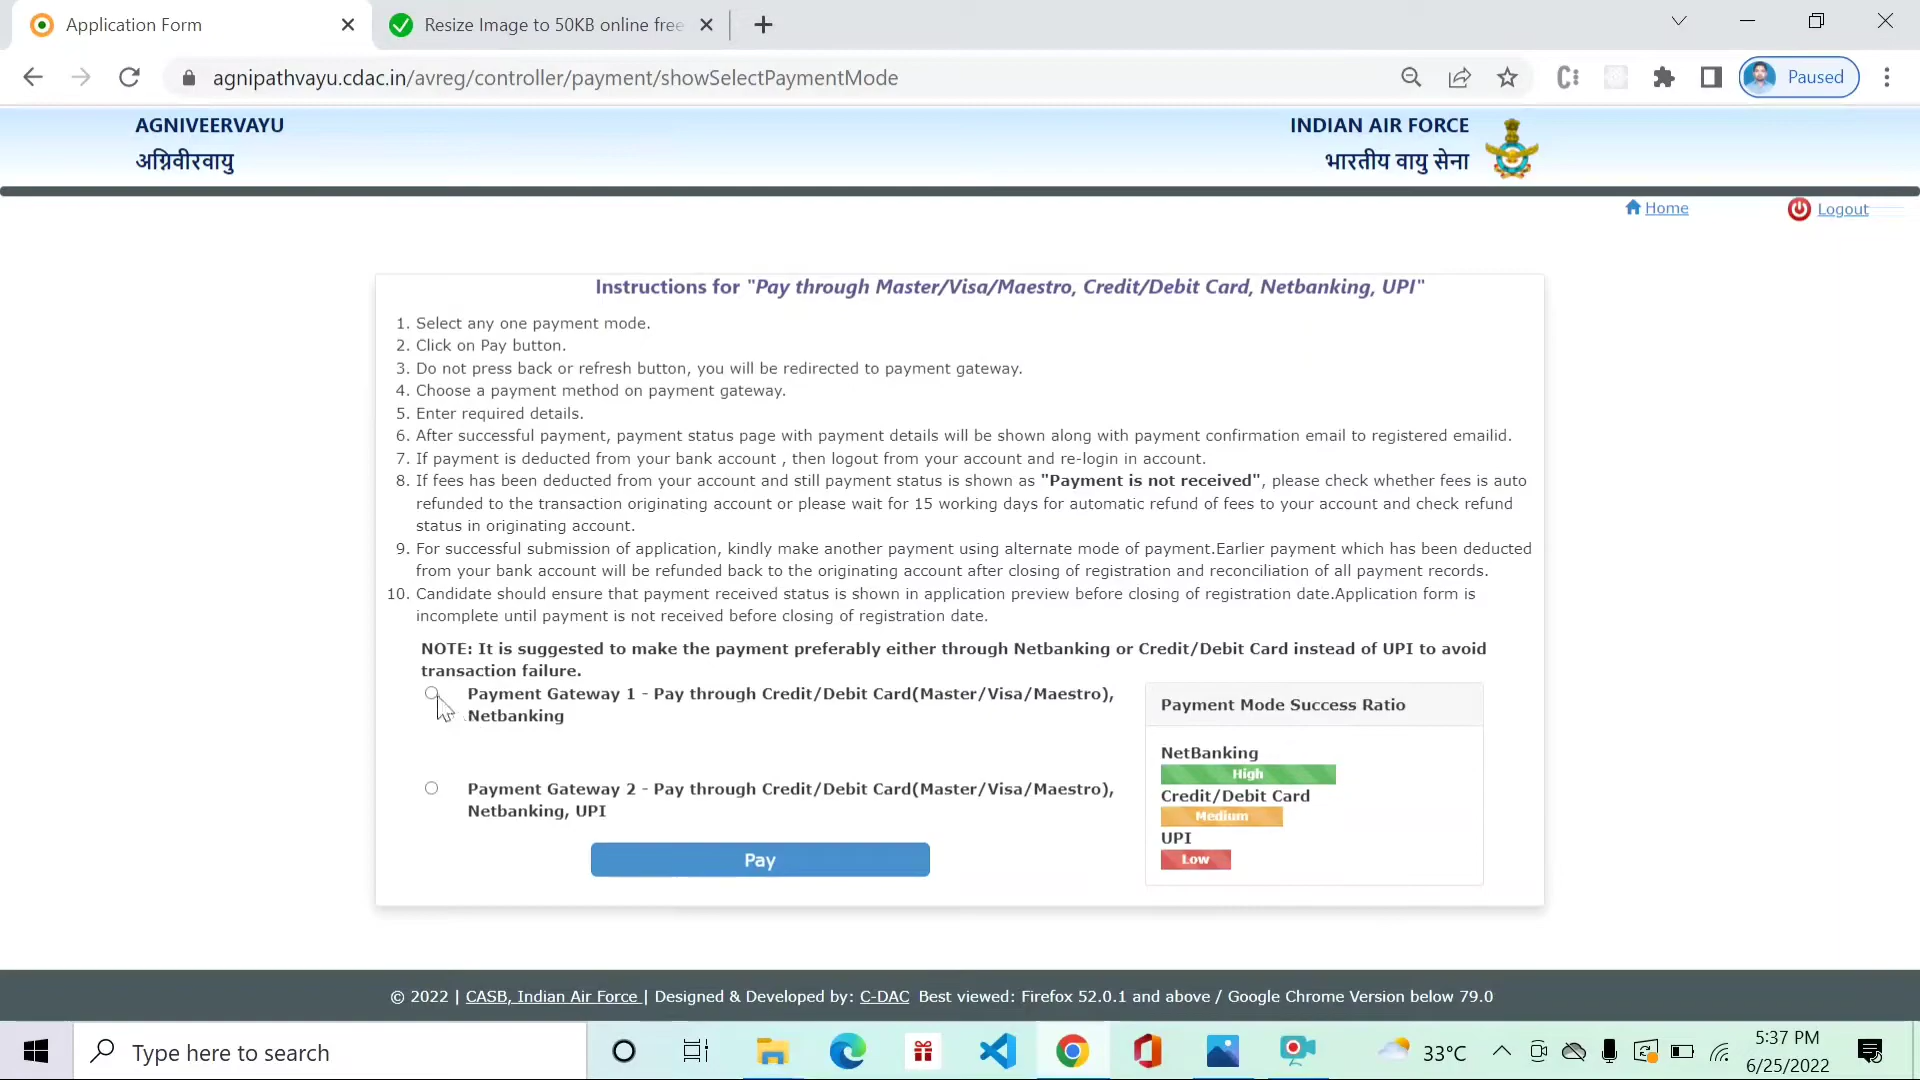 Application Form
Resize Image to 50KB online free
agnipathvayu.cdac.in/avreg/controller/payment/showSelectPaymentMode
Paused
AGNIVEERVAYU
अग्निवीरवायु
INDIAN AIR FORCE
भारतीय वायु सेना
Home
Logout
Instructions for "Pay through Master/Visa/Maestro, Credit/Debit Card, Netbanking, UPI"
1. Select any one payment mode.
2. Click on Pay button.
3. Do not press back or refresh button, you will be redirected to payment gateway.
4. Choose a payment method on payment gateway.
5. Enter required details.
6. After successful payment, payment status page with payment details will be shown along with payment confirmation email to registered emailid.
7. If payment is deducted from your bank account , then logout from your account and re-login in account.
8. If fees has been deducted from your account and still payment status is shown as "Payment is not received", please check whether fees is auto
refunded to the transaction originating account or please wait for 15 working days for automatic refund of fees to your account and check refund
status in originating account.
9. For successful submission of application, kindly make another payment using alternate mode of payment.Earlier payment which has been deducted
from your bank account will be refunded back to the originating account after closing of registration and reconciliation of all payment records.
10. Candidate should ensure that payment received status is shown in application preview before closing of registration date.Application form is
incomplete until payment is not received before closing of registration date.
NOTE: It is suggested to make the payment preferably either through Netbanking or Credit/Debit Card instead of UPI to avoid
transaction failure.
Payment Gateway 1 - Pay through Credit/Debit Card(Master/Visa/Maestro),
Netbanking
Payment Gateway 2 - Pay through Credit/Debit Card(Master/Visa/Maestro),
Netbanking, UPI
Pay
Payment Mode Success Ratio
NetBanking
High
Credit/Debit Card
Medium
UPI
Low
© 2022 | CASB, Indian Air Force | Designed & Developed by: C-DAC Best viewed: Firefox 52.0.1 and above / Google Chrome Version below 79.0
Type here to search
33°C
5:37 PM
6/25/2022